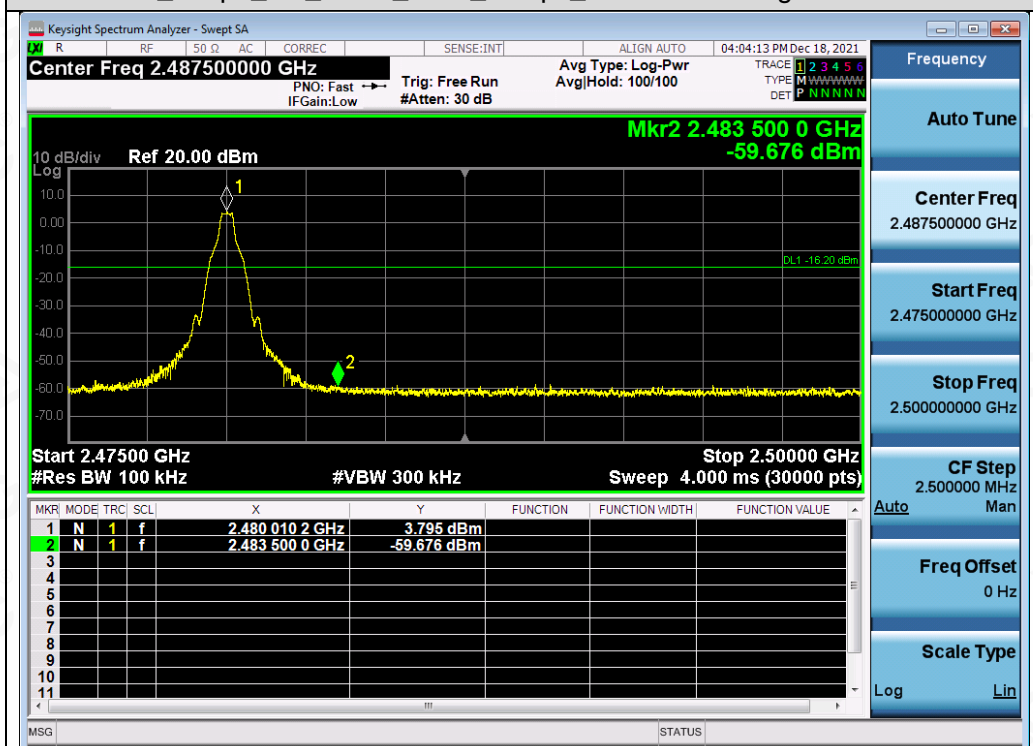 Keysight Spectrum Analyzer - Swept SA
LXI R RF 50 Ω AC CORREC SENSE:INT ALIGN AUTO 04:04:13 PM Dec 18, 2021
Center Freq 2.487500000 GHz
PNO: Fast
IFGain:Low
Trig: Free Run
#Atten: 30 dB
Avg Type: Log-Pwr
Avg|Hold: 100/100
TRACE 1 2 3 4 5 6
TYPE M W W W W W
DET P N N N N N
Mkr2 2.483 500 0 GHz
-59.676 dBm
10 dB/div Ref 20.00 dBm
Log
10.0
0.00
-10.0
-20.0
-30.0
-40.0
-50.0
-60.0
-70.0
1
DL1 -16.20 dBm
2
Start 2.47500 GHz Stop 2.50000 GHz
#Res BW 100 kHz #VBW 300 kHz Sweep 4.000 ms (30000 pts)
MKR MODE TRC SCL X Y FUNCTION FUNCTION WIDTH FUNCTION VALUE
1 N 1 f 2.480 010 2 GHz 3.795 dBm
2 N 1 f 2.483 500 0 GHz -59.676 dBm
3
4
5
6
7
8
9
10
11
MSG STATUS
Frequency
Auto Tune
Center Freq
2.487500000 GHz
Start Freq
2.475000000 GHz
Stop Freq
2.500000000 GHz
CF Step
2.500000 MHz
Auto Man
Freq Offset
0 Hz
Scale Type
Log Lin